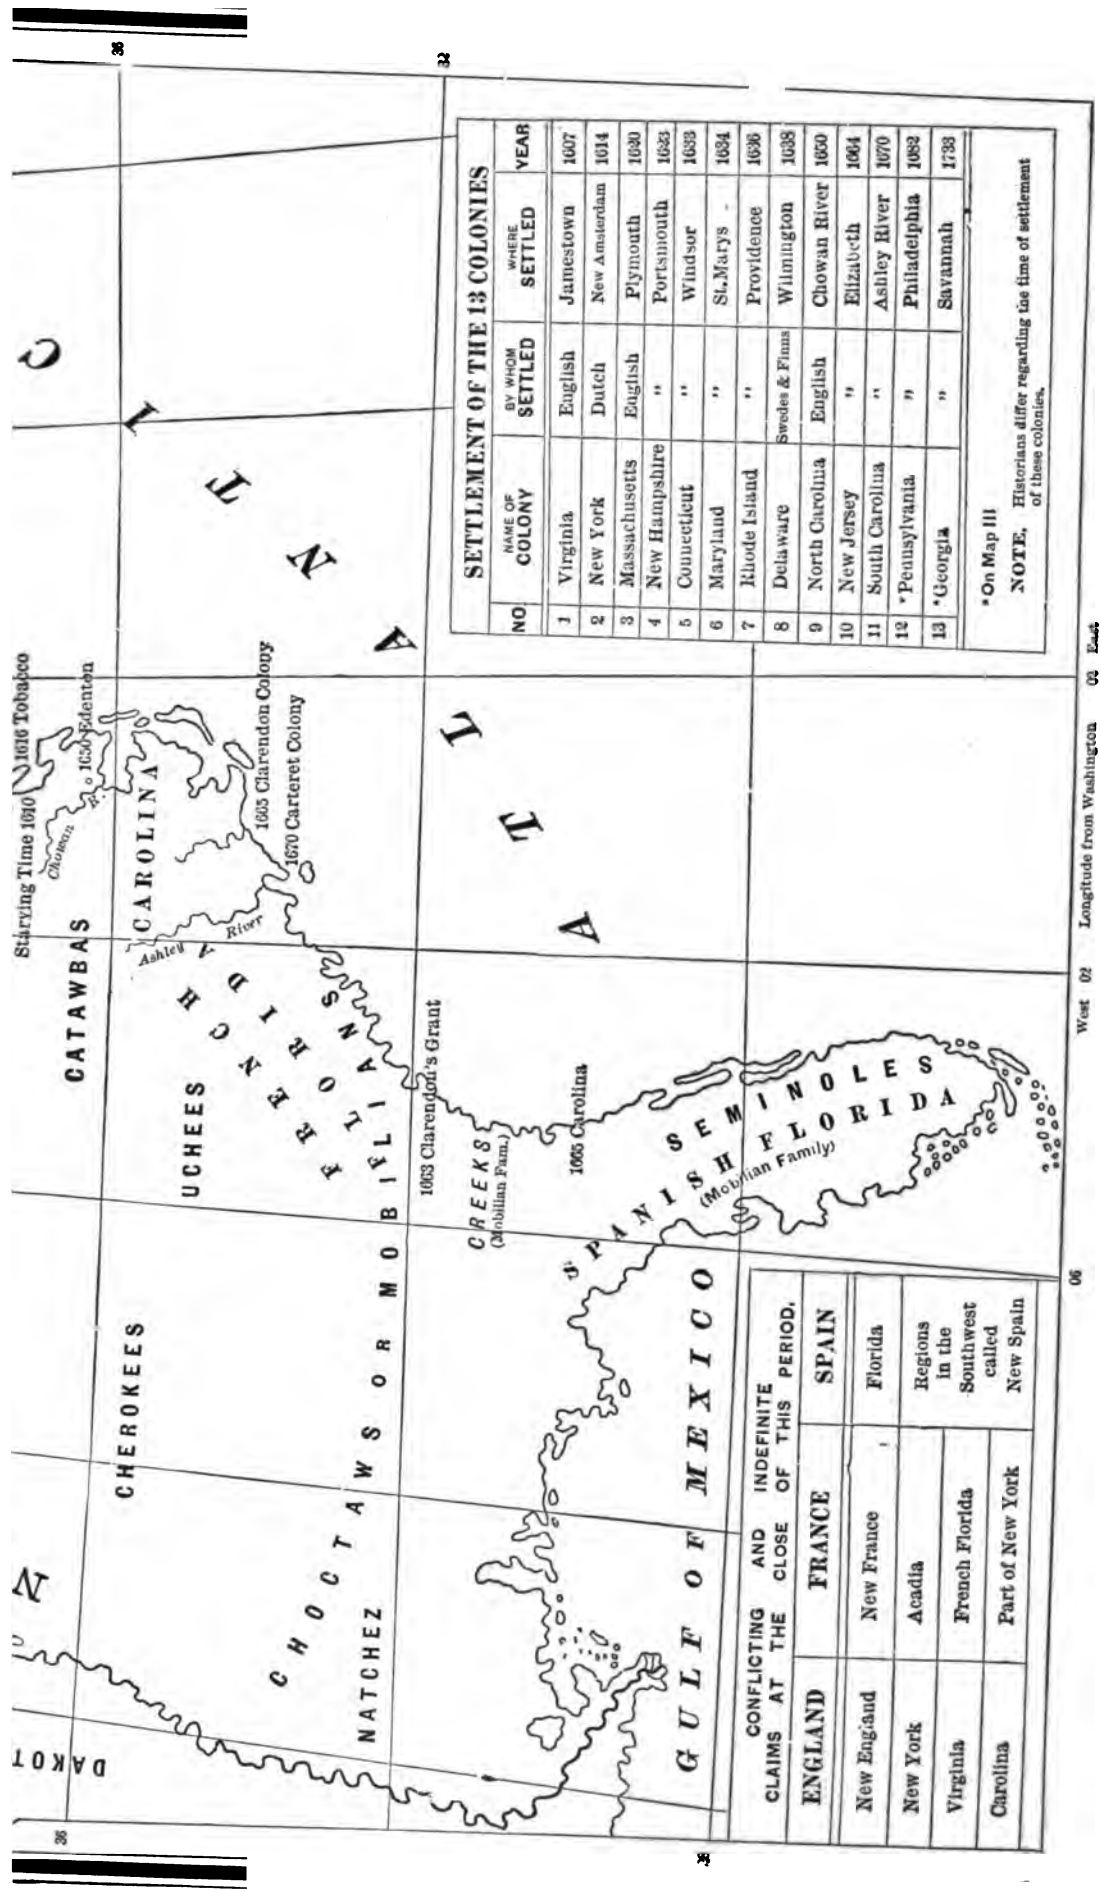 36
32
C
I
T
N
A
L
T
A
Starving Time 1610
1616 Tobacco
Chowan R.
1650 Edenton
CATAWBAS
CAROLINA
Ashley River
1665 Clarendon Colony
1670 Carteret Colony
UCHEES
FRENCH
FLORIDA
CHEROKEES
N
DAKOT
CHOCTAWS OR MOBILIANS
NATCHEZ
1663 Clarendon's Grant
CREEKS
(Mobilian Fam.)
1665 Carolina
SEMINOLES
SPANISH FLORIDA
(Mobilian Family)
GULF OF MEXICO
36
SETTLEMENT OF THE 13 COLONIES
NO. NAME OF COLONY BY WHOM SETTLED WHERE SETTLED YEAR
1 Virginia English Jamestown 1607
2 New York Dutch New Amsterdam 1614
3 Massachusetts English Plymouth 1620
4 New Hampshire " Portsmouth 1623
5 Connecticut " Windsor 1633
6 Maryland " St. Marys 1634
7 Rhode Island " Providence 1636
8 Delaware Swedes & Finns Wilmington 1638
9 North Carolina English Chowan River 1650
10 New Jersey " Elizabeth 1664
11 South Carolina " Ashley River 1670
12 *Pennsylvania " Philadelphia 1682
13 *Georgia " Savannah 1733
*On Map III
NOTE. Historians differ regarding the time of settlement
of these colonies.
CONFLICTING AND INDEFINITE
CLAIMS AT THE CLOSE OF THIS PERIOD.
ENGLAND FRANCE SPAIN
New England New France Florida
New York Acadia Regions
in the
Virginia French Florida Southwest
called
Carolina Part of New York New Spain
West 02 Longitude from Washington 02 East
06